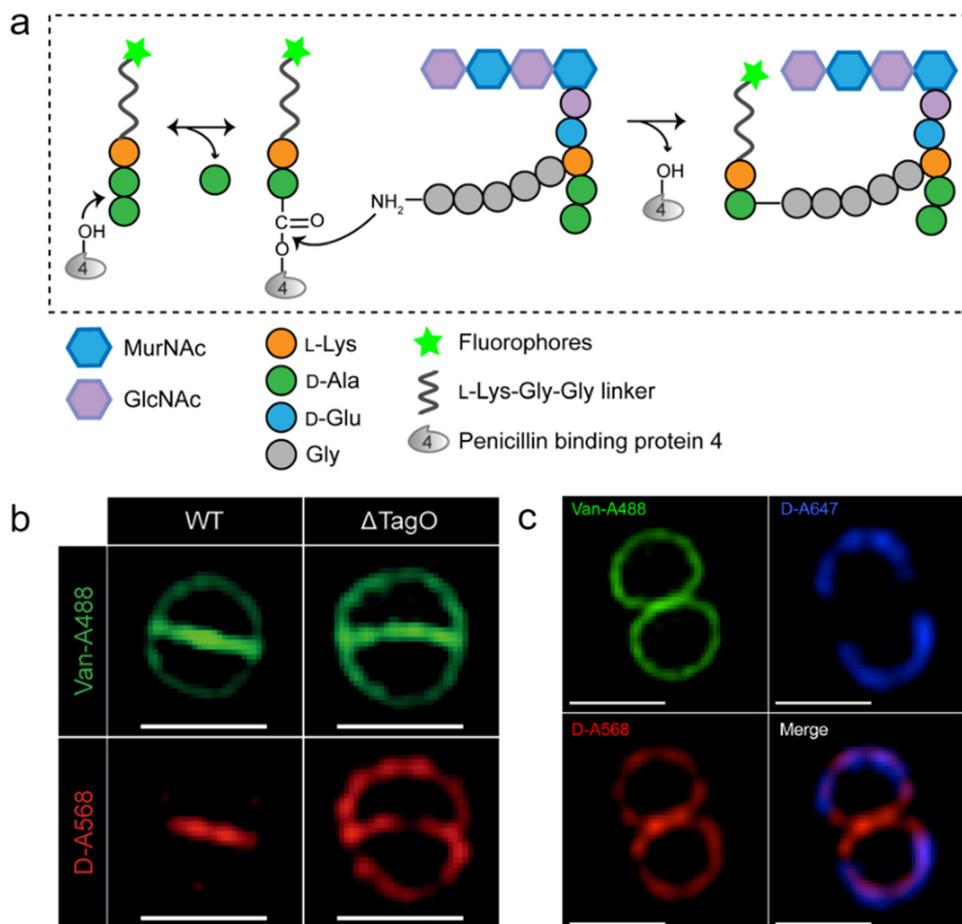 a
OH
4
C=O
O
4
NH2
OH
4
MurNAc
GlcNAc
L-Lys
D-Ala
D-Glu
Gly
Fluorophores
L-Lys-Gly-Gly linker
4 Penicillin binding protein 4
b
WT
ΔTagO
Van-A488
D-A568
c
Van-A488
D-A647
D-A568
Merge